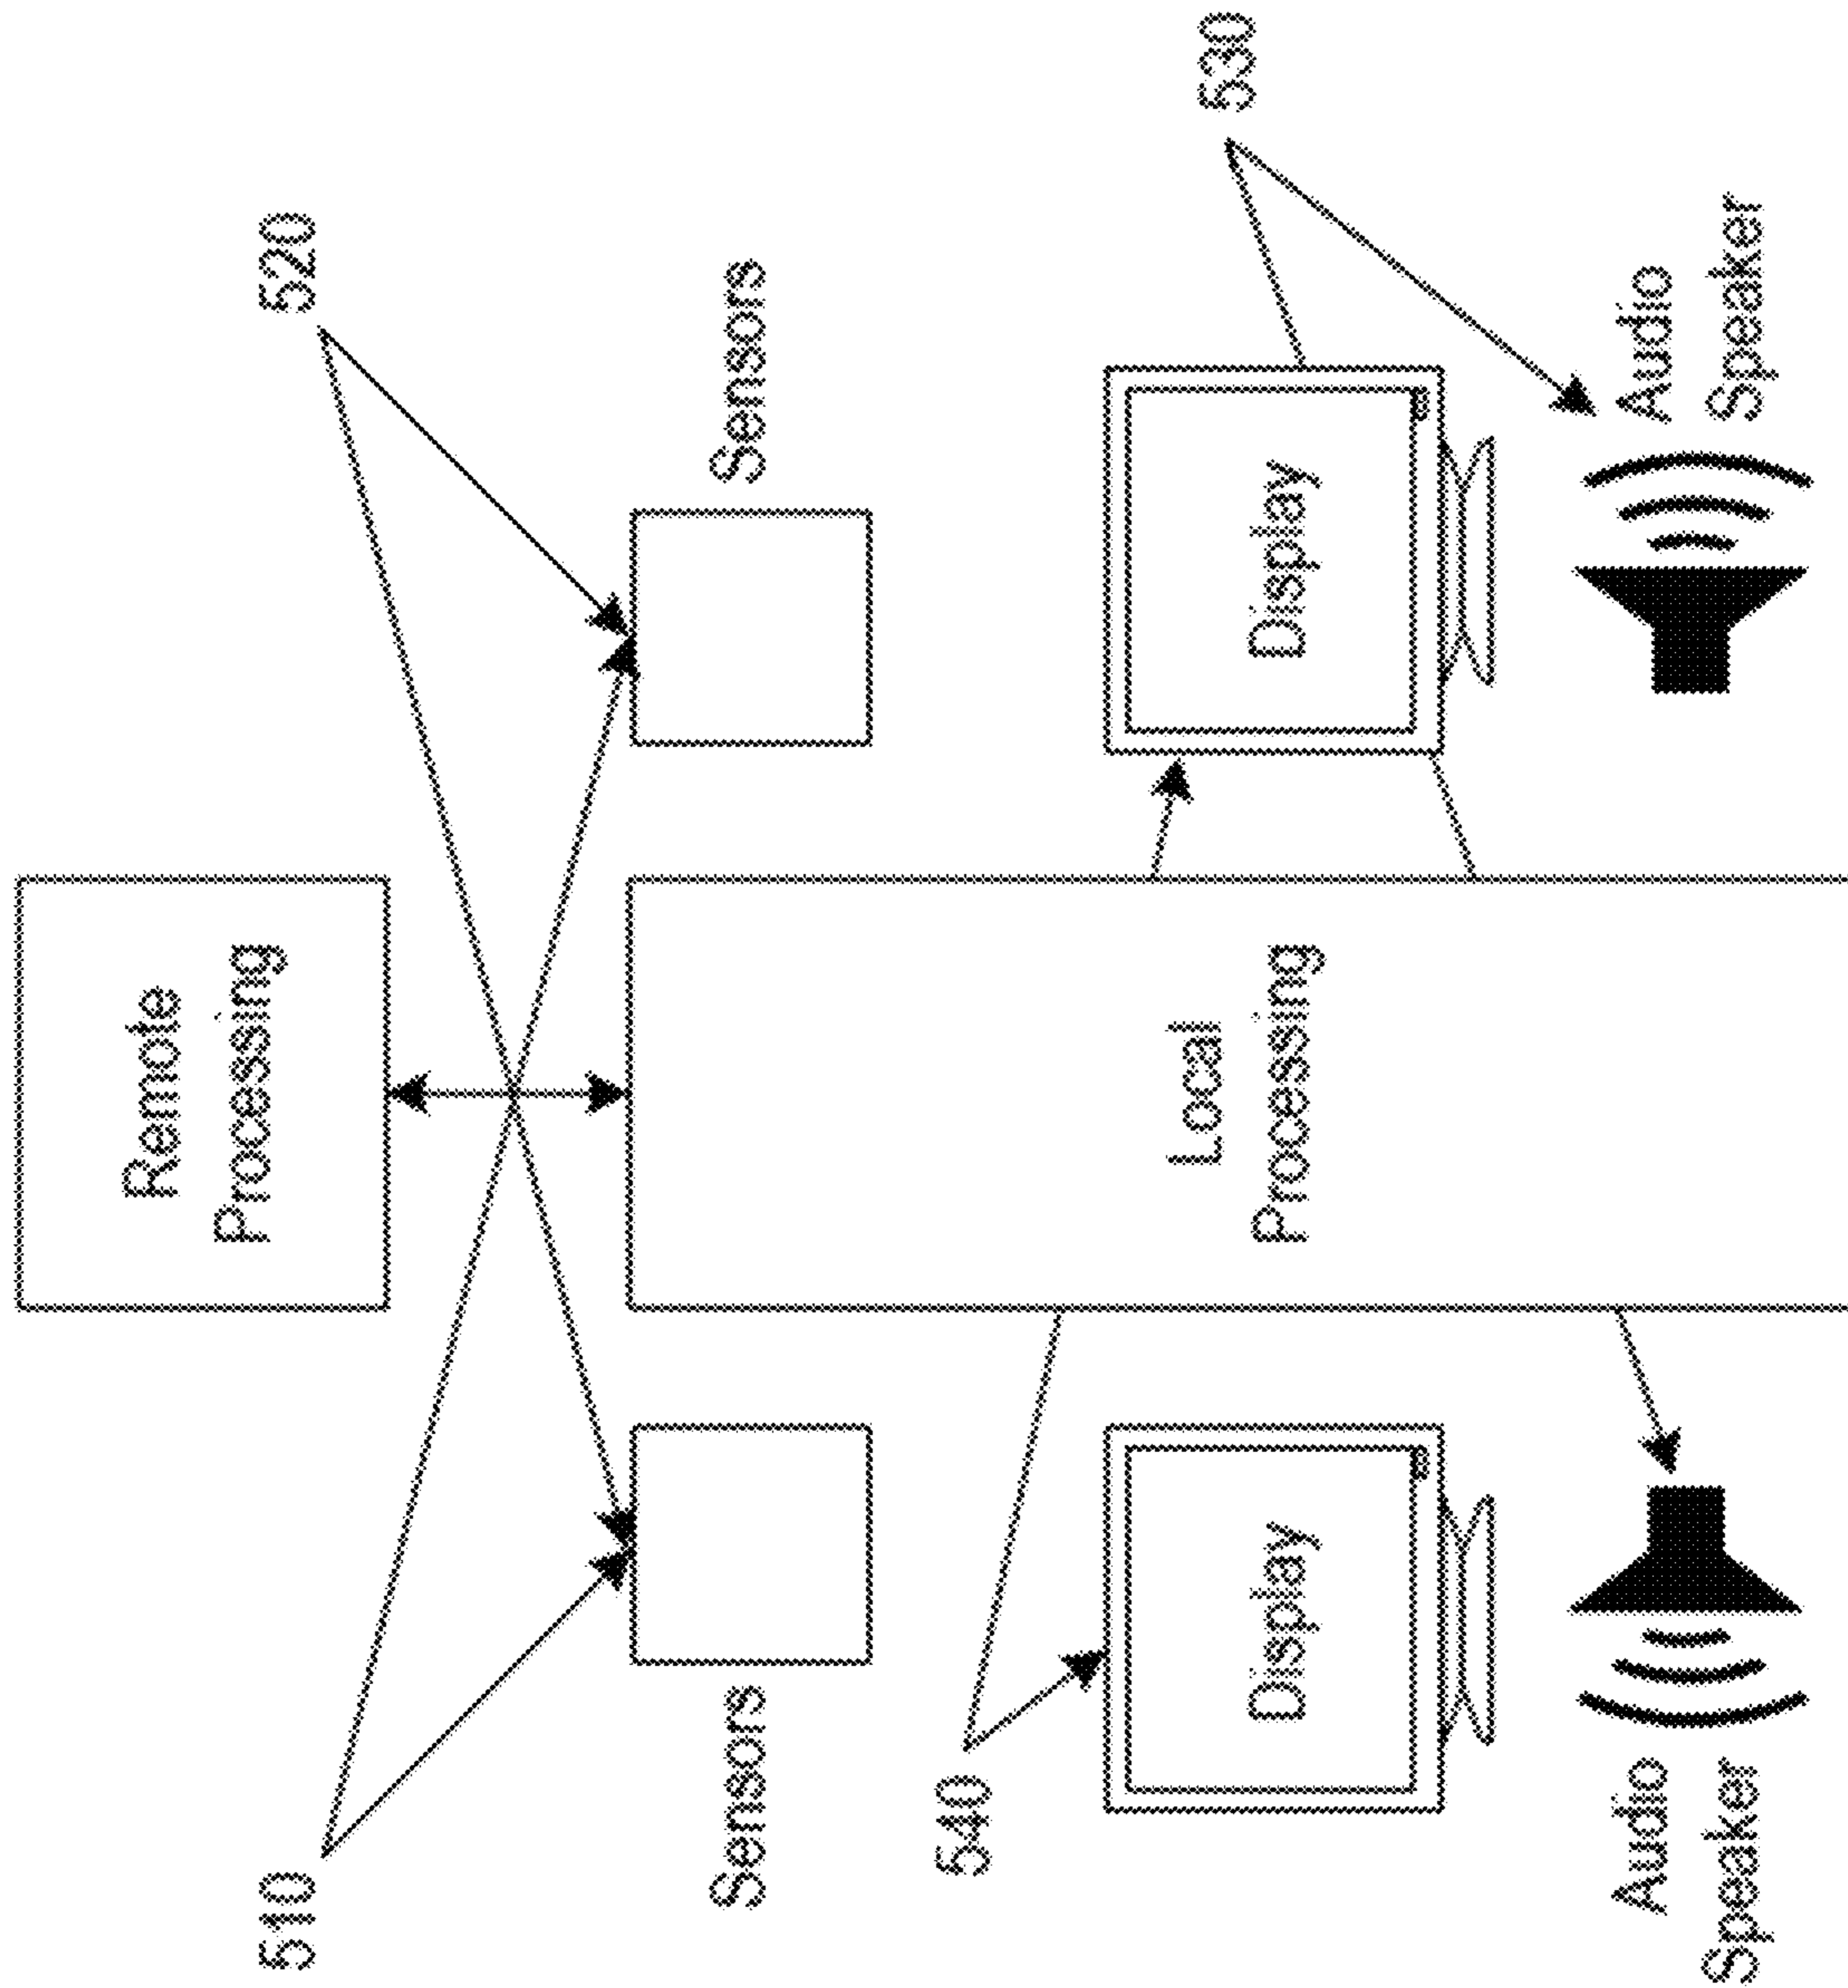 510
520
Remote
Processing
Sensors
Sensors
540
Local
Processing
530
Display
Display
Audio
Speaker
Audio
Speaker